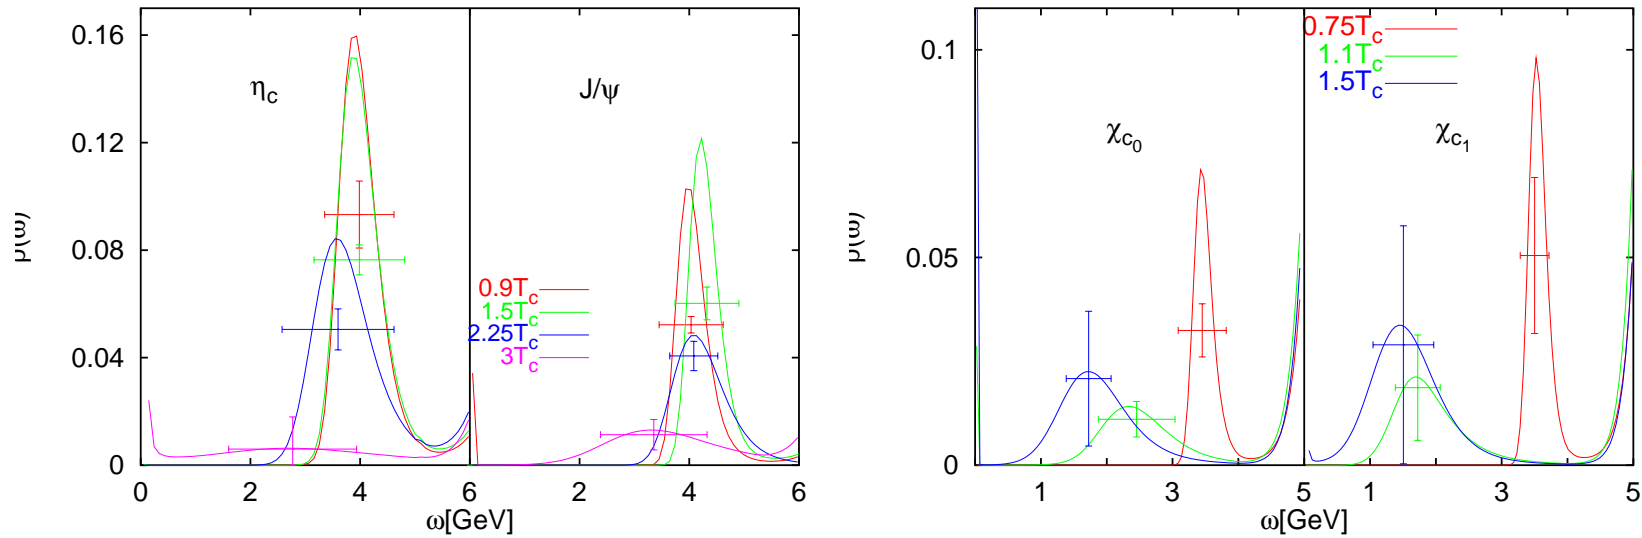 0.16
0.12
0.08
0.04
0
ρ(ω)
η_c
J/ψ
0.9T_c
1.5T_c
2.25T_c
3T_c
0 2 4 6 2 4 6
ω[GeV]
0.1
0.05
0
ρ(ω)
χ_c_0
χ_c_1
0.75T_c
1.1T_c
1.5T_c
1 3 5 1 3 5
ω[GeV]